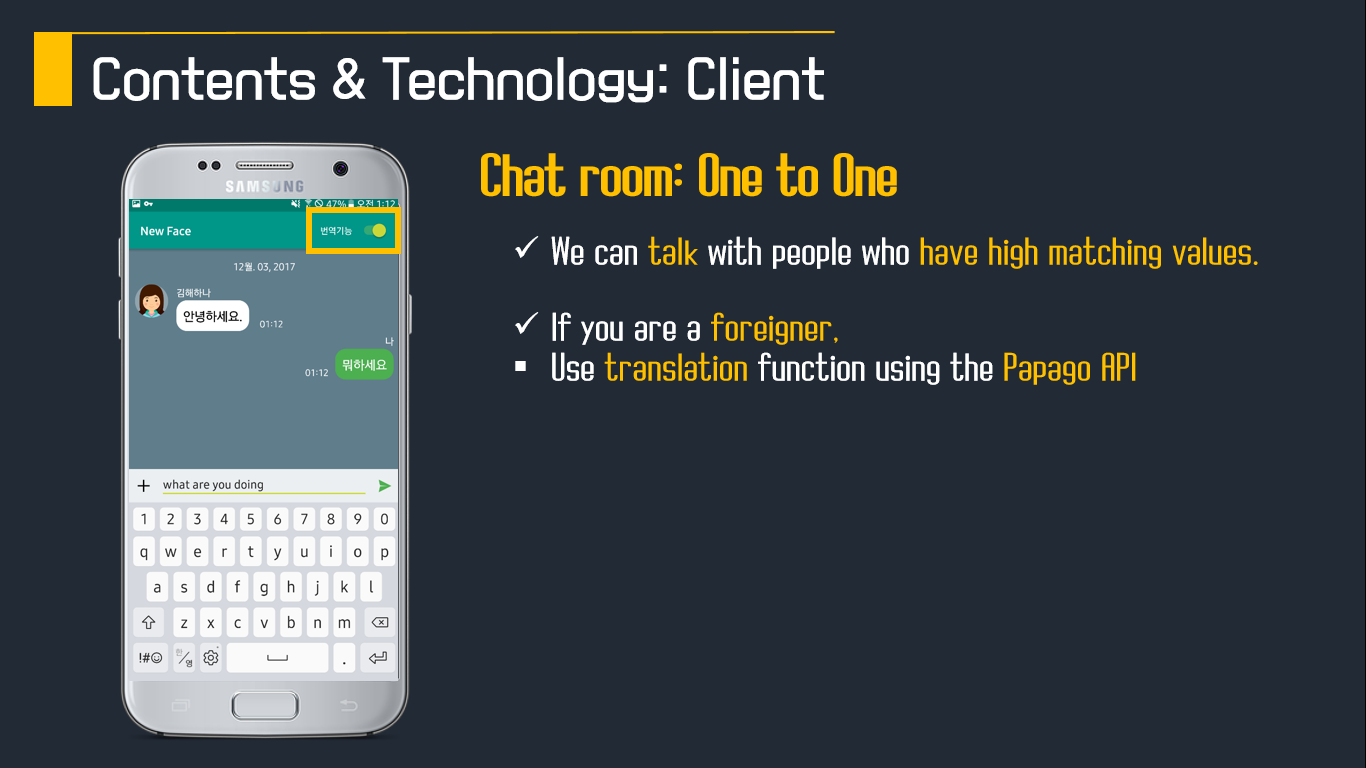 Contents & Technology: Client
SAMSUNG
47% 오전 1:12
New Face 번역기능
12월. 03, 2017
김해하나
안녕하세요. 01:12
나
01:12 뭐하세요
+ what are you doing
1 2 3 4 5 6 7 8 9 0
q w e r t y u i o p
a s d f g h j k l
z x c v b n m
!#☺ 한/영 .
Chat room: One to One
✓ We can talk with people who have high matching values.
✓ If you are a foreigner,
▪ Use translation function using the Papago API